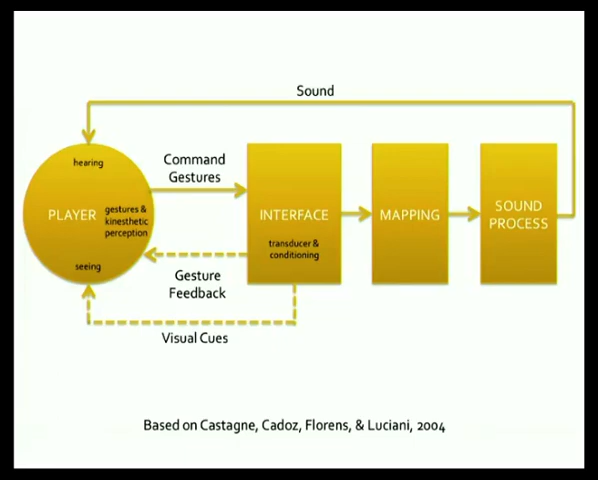 Sound
hearing
Command
Gestures
PLAYER
gestures &
kinesthetic
perception
INTERFACE
transducer &
conditioning
MAPPING
SOUND
PROCESS
seeing
Gesture
Feedback
Visual Cues
Based on Castagne, Cadoz, Florens, & Luciani, 2004